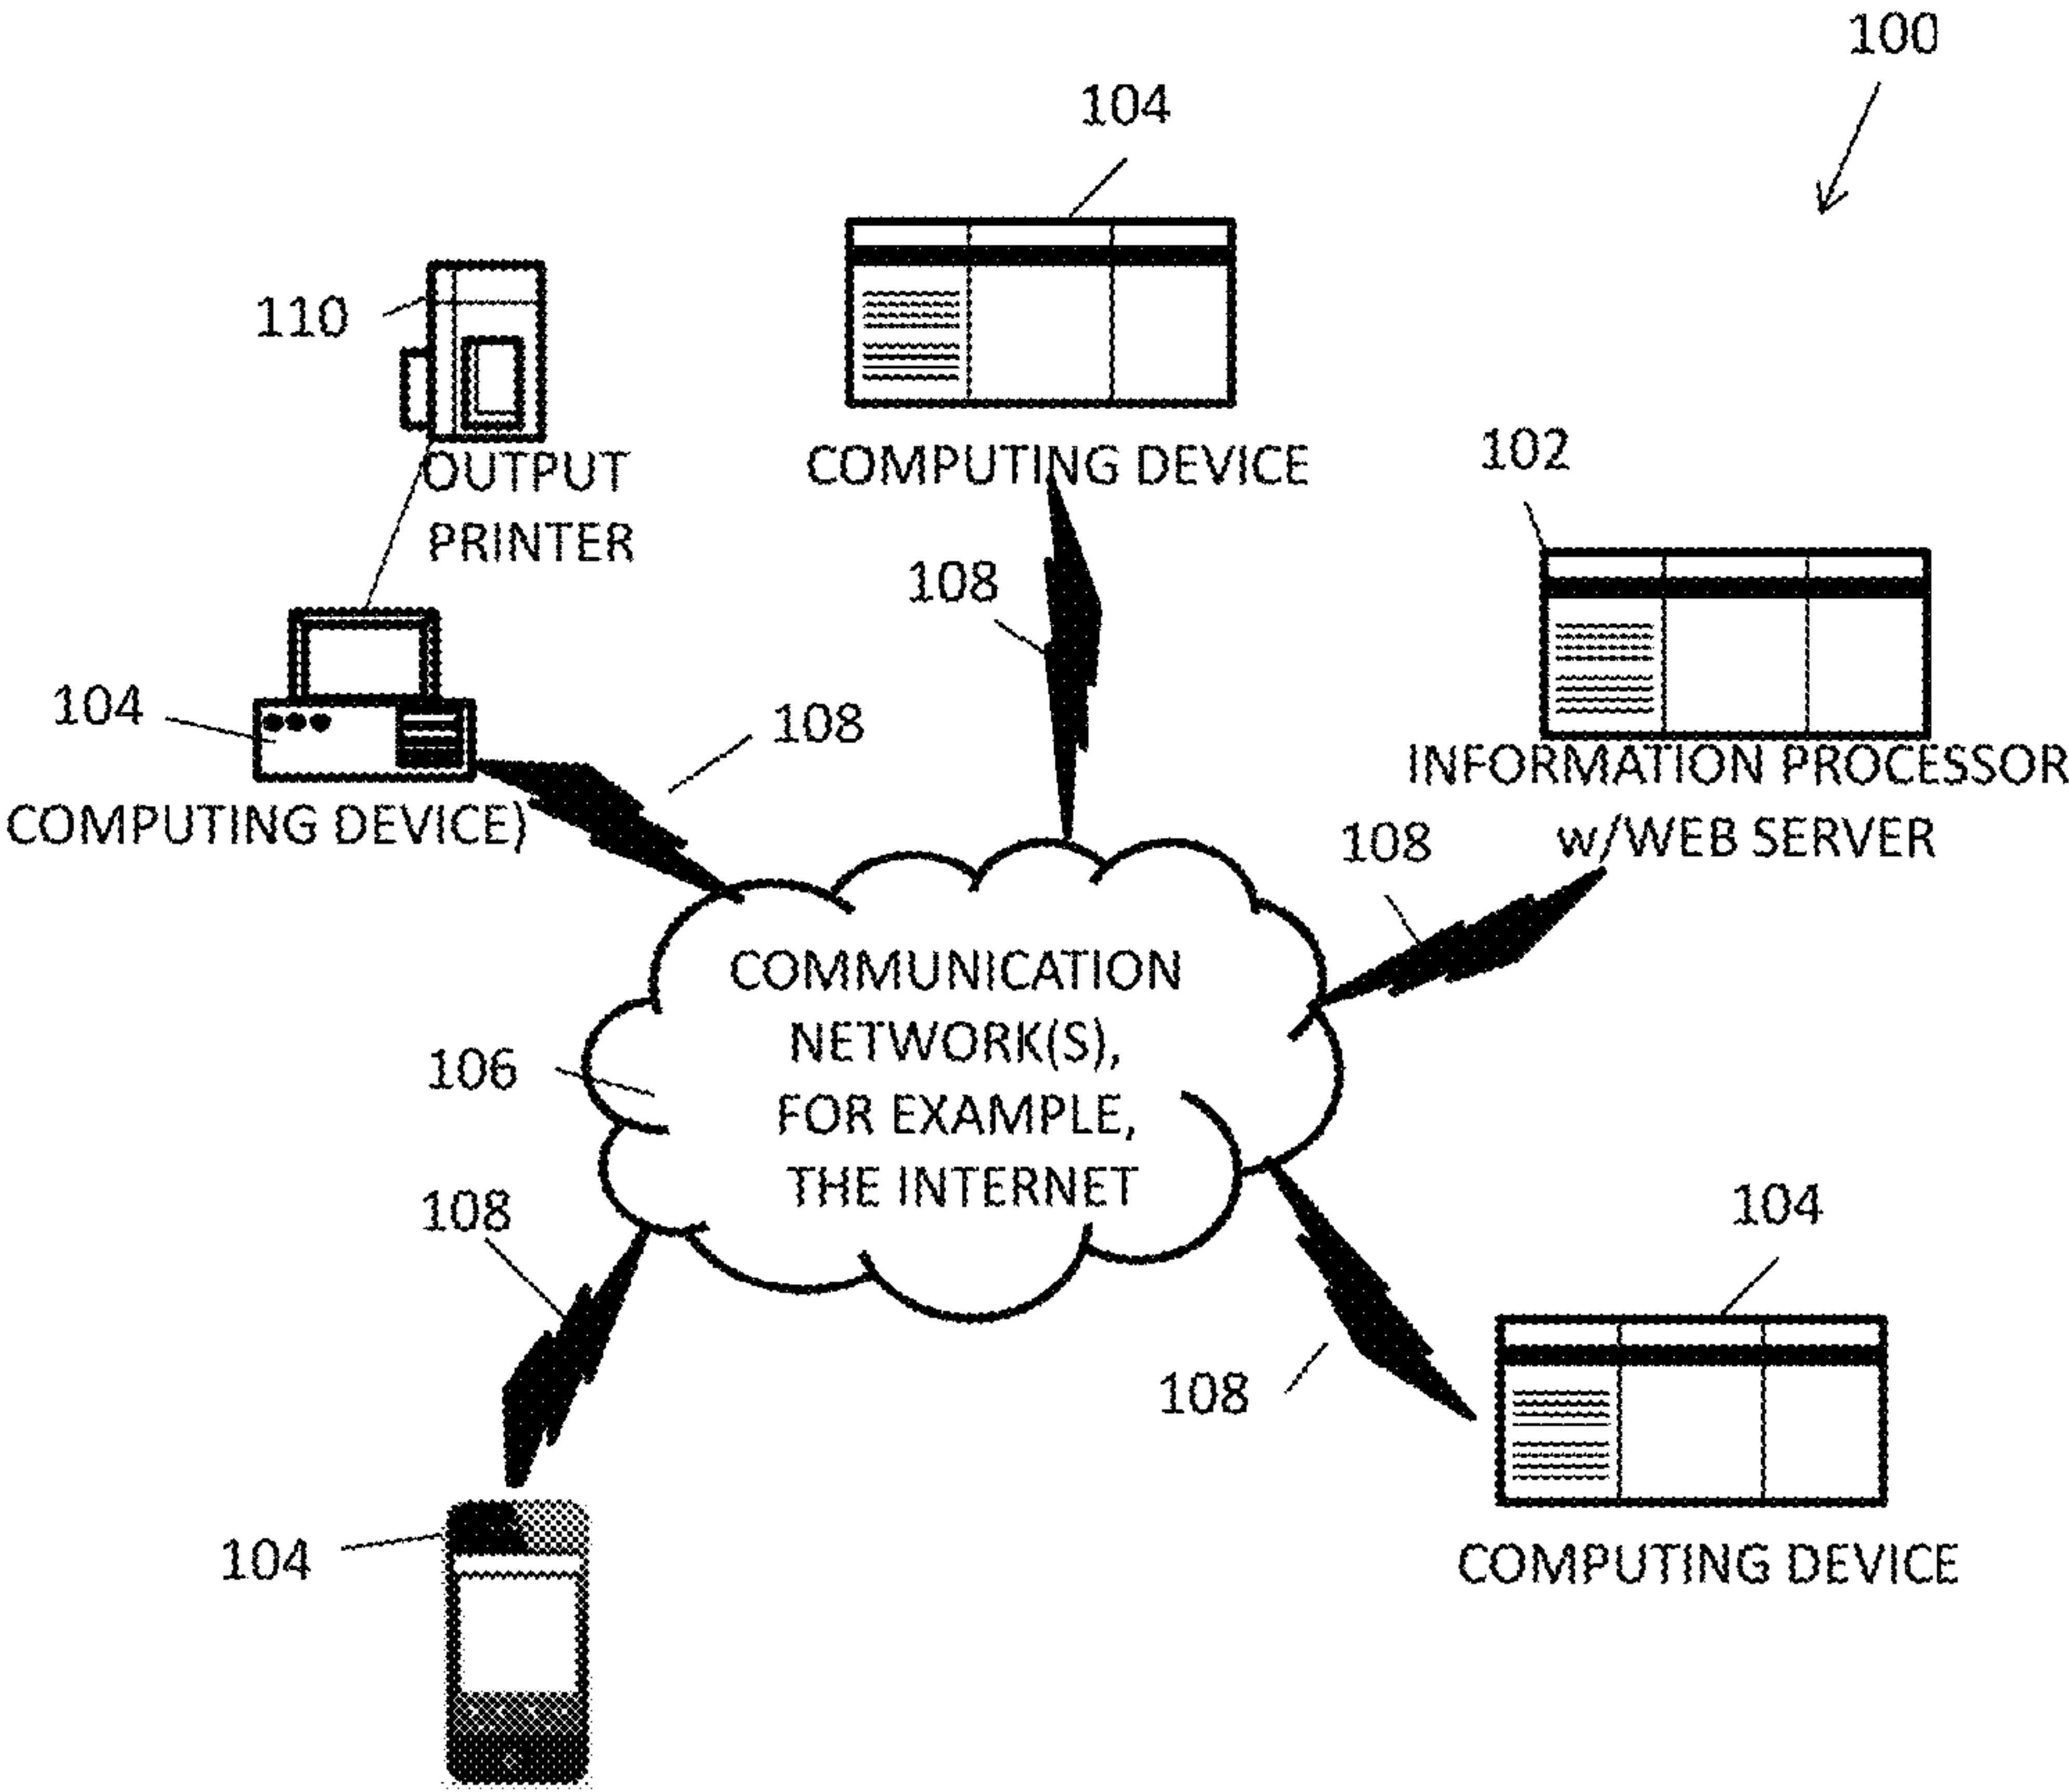 100
104
110
COMPUTING DEVICE
OUTPUT
PRINTER
102
108
104
108
INFORMATION PROCESSOR
w/WEB SERVER
COMPUTING DEVICE)
108
COMMUNICATION
NETWORK(S),
FOR EXAMPLE,
THE INTERNET
106
108
104
108
104
COMPUTING DEVICE